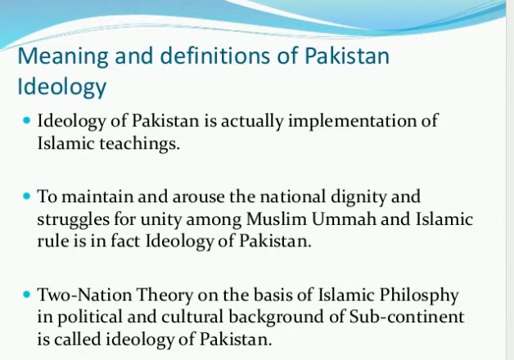 Meaning and definitions of Pakistan
Ideology
• Ideology of Pakistan is actually implementation of
Islamic teachings.
• To maintain and arouse the national dignity and
struggles for unity among Muslim Ummah and Islamic
rule is in fact Ideology of Pakistan.
• Two-Nation Theory on the basis of Islamic Philosphy
in political and cultural background of Sub-continent
is called ideology of Pakistan.